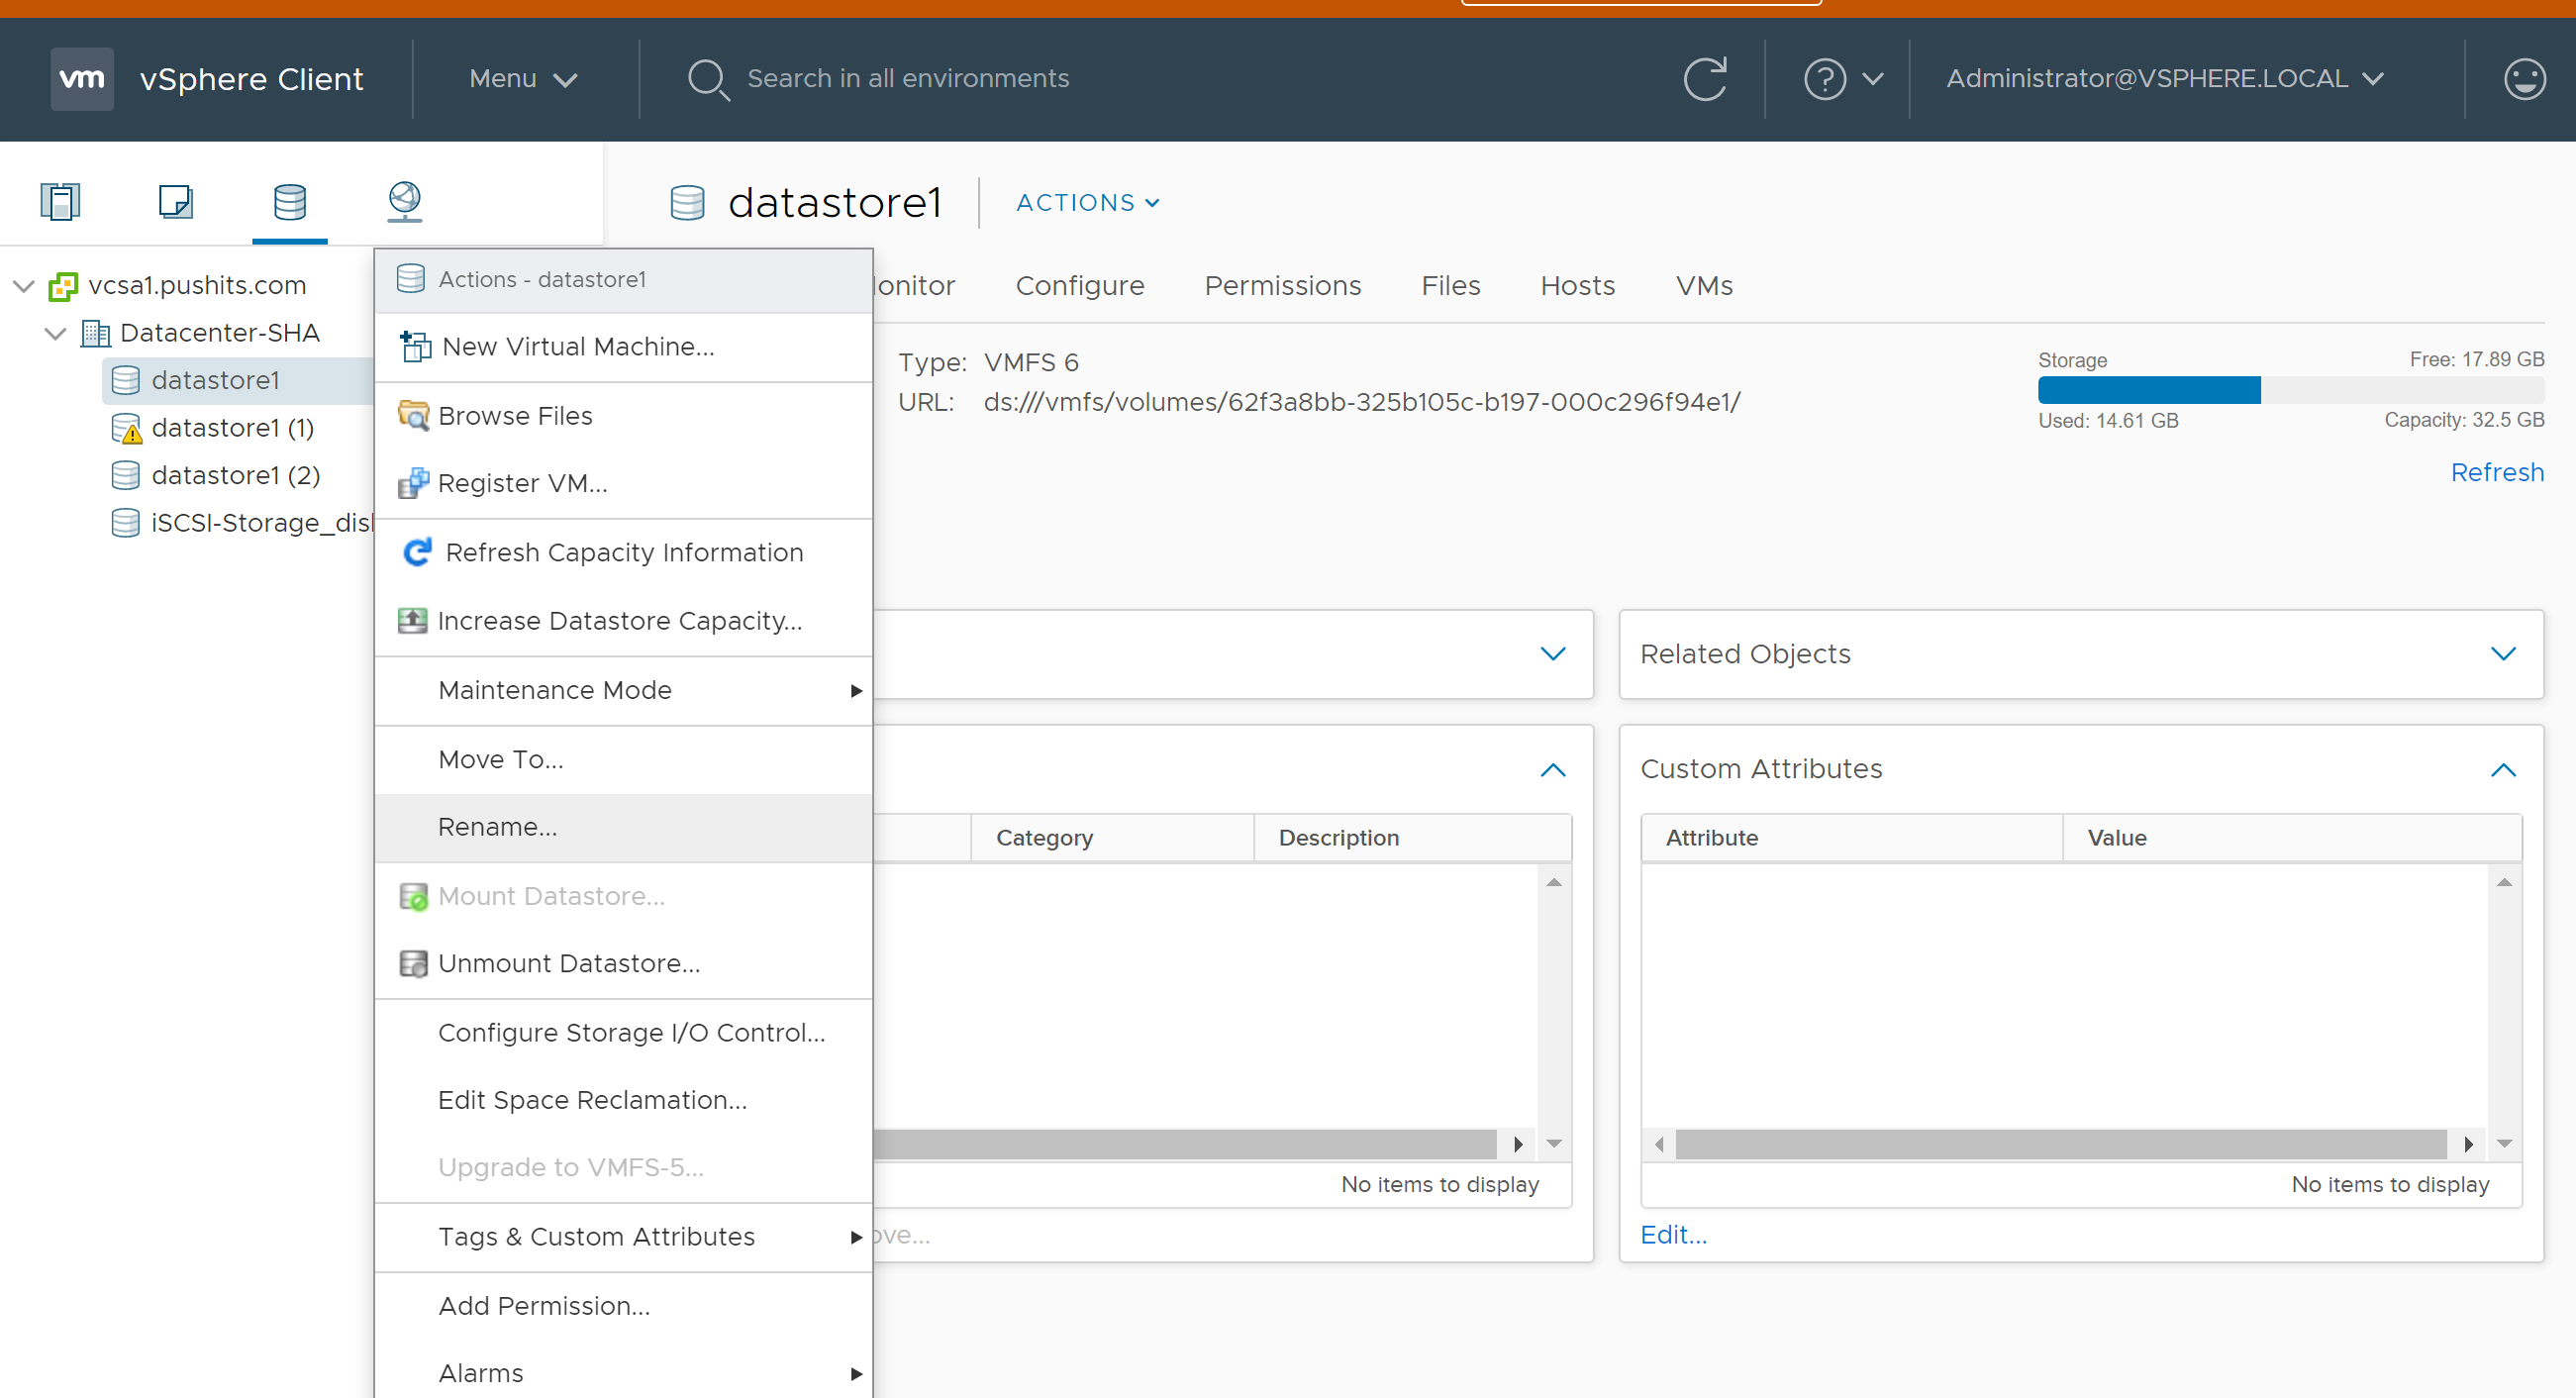 vm vSphere Client Menu Search in all environments ? Administrator@VSPHERE.LOCAL
datastore1 ACTIONS
vcsa1.pushits.com
Datacenter-SHA
datastore1
datastore1 (1)
datastore1 (2)
iSCSI-Storage_dis
Actions - datastore1
New Virtual Machine...
Browse Files
Register VM...
Refresh Capacity Information
Increase Datastore Capacity...
Maintenance Mode
Move To...
Rename...
Mount Datastore...
Unmount Datastore...
Configure Storage I/O Control...
Edit Space Reclamation...
Upgrade to VMFS-5...
Tags & Custom Attributes
Add Permission...
Alarms
onitor Configure Permissions Files Hosts VMs
Type: VMFS 6
URL: ds:///vmfs/volumes/62f3a8bb-325b105c-b197-000c296f94e1/
Storage Free: 17.89 GB
Used: 14.61 GB Capacity: 32.5 GB
Refresh
Related Objects
Category Description
No items to display
ove...
Custom Attributes
Attribute Value
No items to display
Edit...